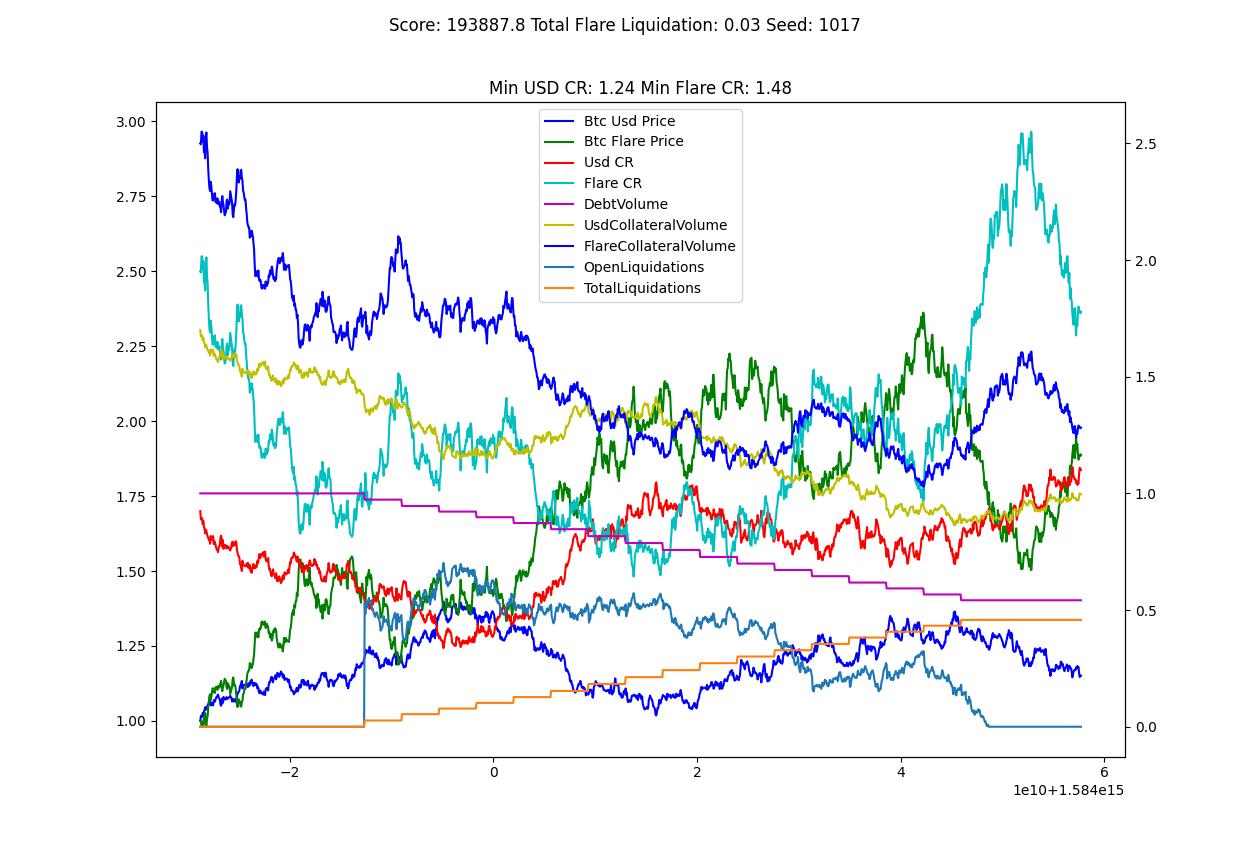 Score: 193887.8 Total Flare Liquidation: 0.03 Seed: 1017
Min USD CR: 1.24 Min Flare CR: 1.48
Btc Usd Price
Btc Flare Price
Usd CR
Flare CR
DebtVolume
UsdCollateralVolume
FlareCollateralVolume
OpenLiquidations
TotalLiquidations
3.00
2.75
2.50
2.25
2.00
1.75
1.50
1.25
1.00
2.5
2.0
1.5
1.0
0.5
0.0
−2
0
2
4
6
1e10+1.584e15